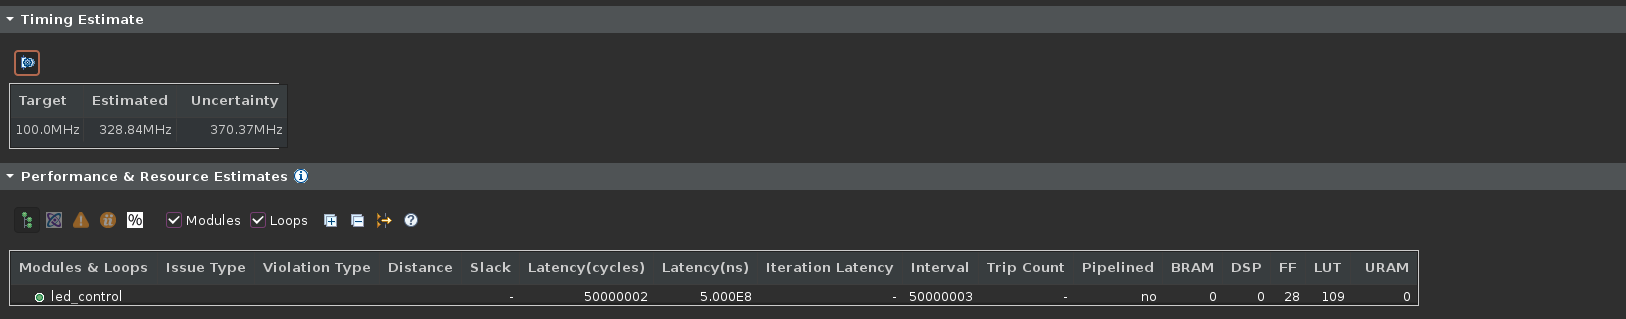 Timing Estimate
Target Estimated Uncertainty
100.0MHz 328.84MHz 370.37MHz
Performance & Resource Estimates i
% Modules Loops ?
Modules & Loops Issue Type Violation Type Distance Slack Latency(cycles) Latency(ns) Iteration Latency Interval Trip Count Pipelined BRAM DSP FF LUT URAM
led_control - 50000002 5.000E8 - 50000003 - no 0 0 28 109 0